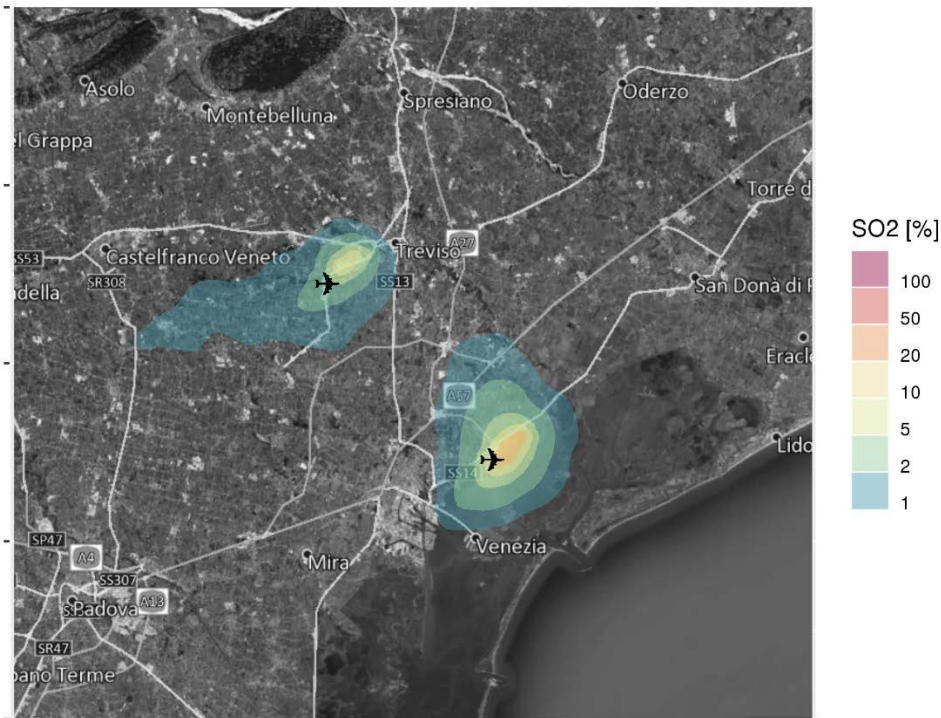 Asolo
Montebelluna
Spresiano
Oderzo
el Grappa
Torre d
SS53
Castelfranco Veneto
Treviso
A27
SR308
SS13
adella
San Donà di P
Eracle
A57
Lido
SS14
SP47
A4
Venezia
Mira
SS307
Padova
A13
SR47
bano Terme
SO2 [%]
100
50
20
10
5
2
1